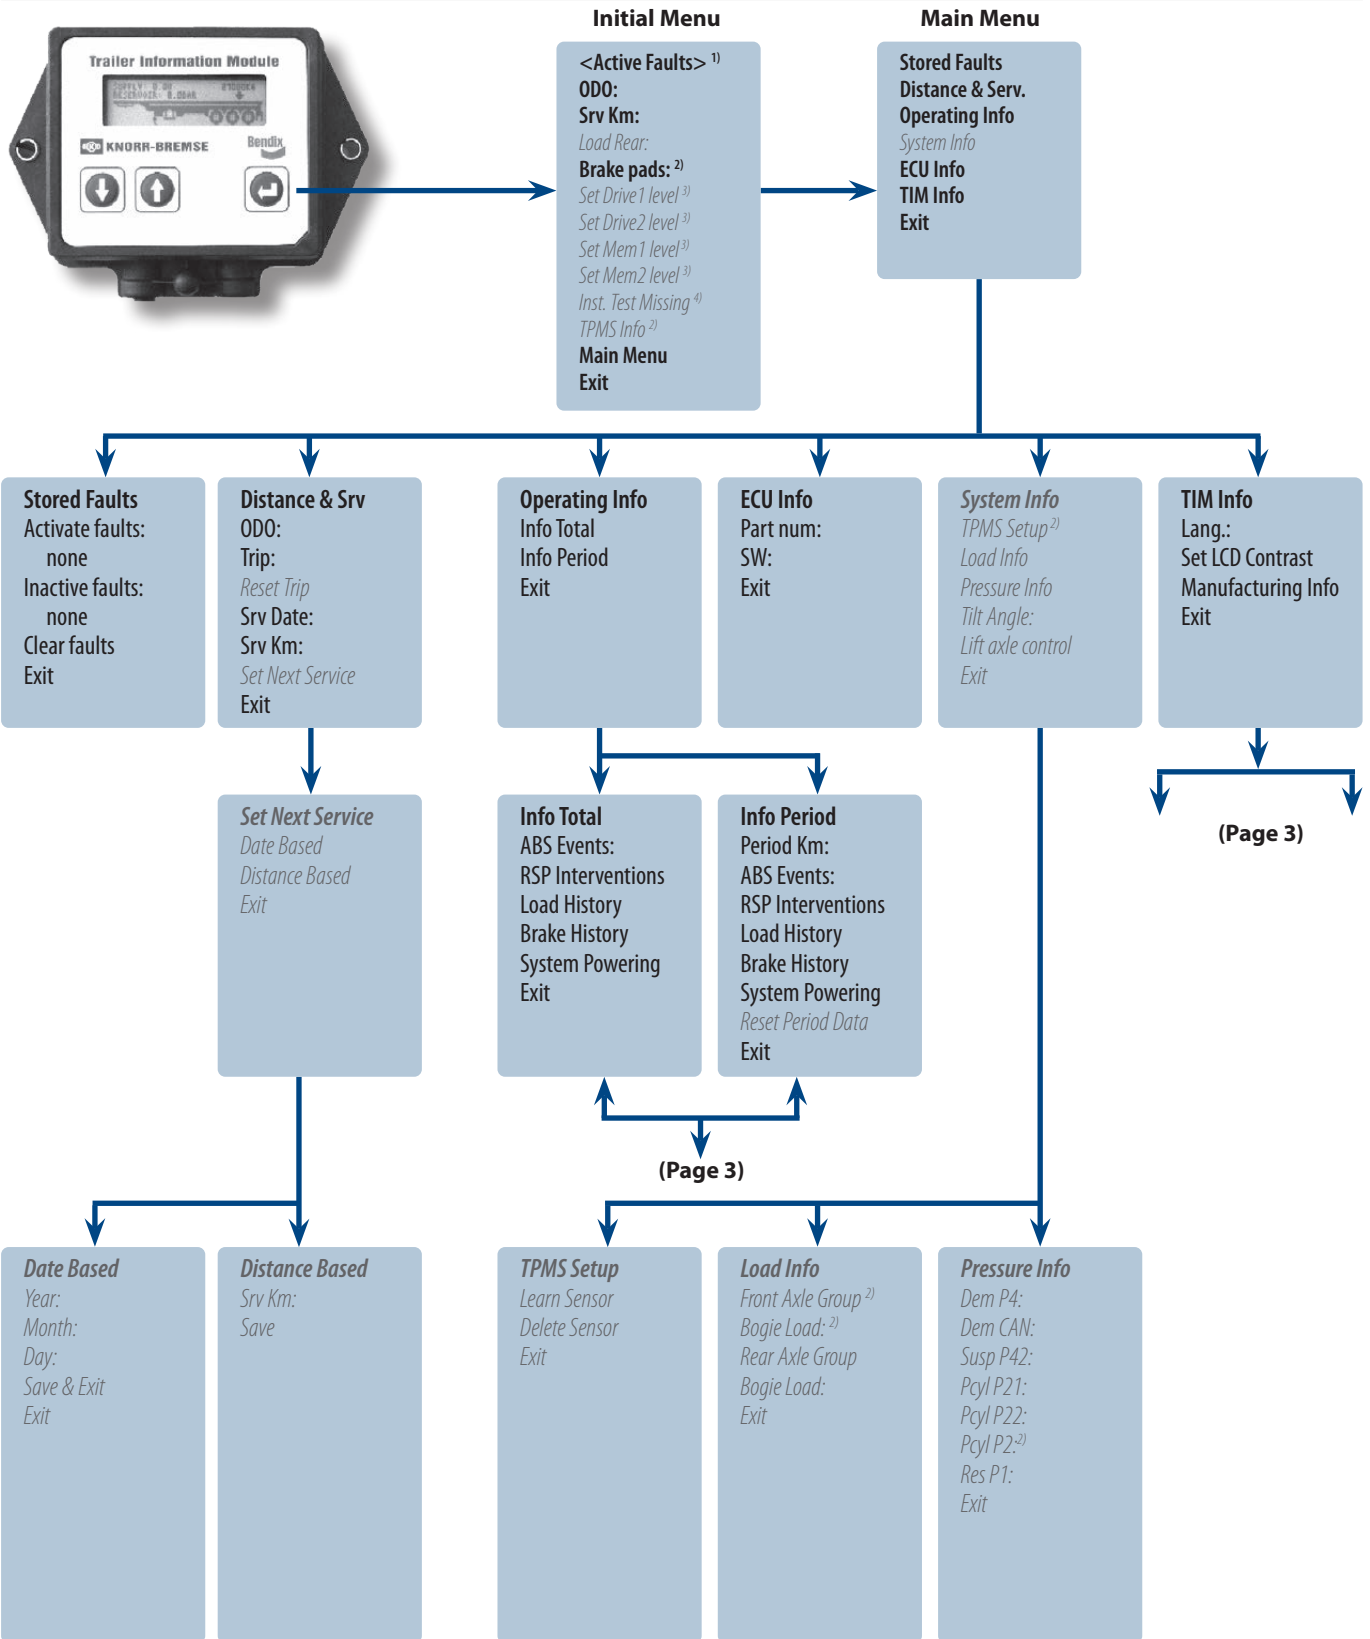 Initial Menu
Main Menu
Trailer Information Module
SUPPLY: 0.0V
RESERVOIR: 0.0BAR
KNORR-BREMSE
Bendix
<Active Faults> 1)
ODO:
Srv Km:
Load Rear:
Brake pads: 2)
Set Drive1 level 3)
Set Drive2 level 3)
Set Mem1 level 3)
Set Mem2 level 3)
Inst. Test Missing 4)
TPMS Info 2)
Main Menu
Exit
Stored Faults
Distance & Serv.
Operating Info
System Info
ECU Info
TIM Info
Exit
Stored Faults
Activate faults:
none
Inactive faults:
none
Clear faults
Exit
Distance & Srv
ODO:
Trip:
Reset Trip
Srv Date:
Srv Km:
Set Next Service
Exit
Operating Info
Info Total
Info Period
Exit
ECU Info
Part num:
SW:
Exit
System Info
TPMS Setup 2)
Load Info
Pressure Info
Tilt Angle:
Lift axle control
Exit
TIM Info
Lang.:
Set LCD Contrast
Manufacturing Info
Exit
Set Next Service
Date Based
Distance Based
Exit
Info Total
ABS Events:
RSP Interventions
Load History
Brake History
System Powering
Exit
Info Period
Period Km:
ABS Events:
RSP Interventions
Load History
Brake History
System Powering
Reset Period Data
Exit
(Page 3)
(Page 3)
Date Based
Year:
Month:
Day:
Save & Exit
Exit
Distance Based
Srv Km:
Save
TPMS Setup
Learn Sensor
Delete Sensor
Exit
Load Info
Front Axle Group 2)
Bogie Load: 2)
Rear Axle Group
Bogie Load:
Exit
Pressure Info
Dem P4:
Dem CAN:
Susp P42:
Pcyl P21:
Pcyl P22:
Pcyl P2:2)
Res P1:
Exit